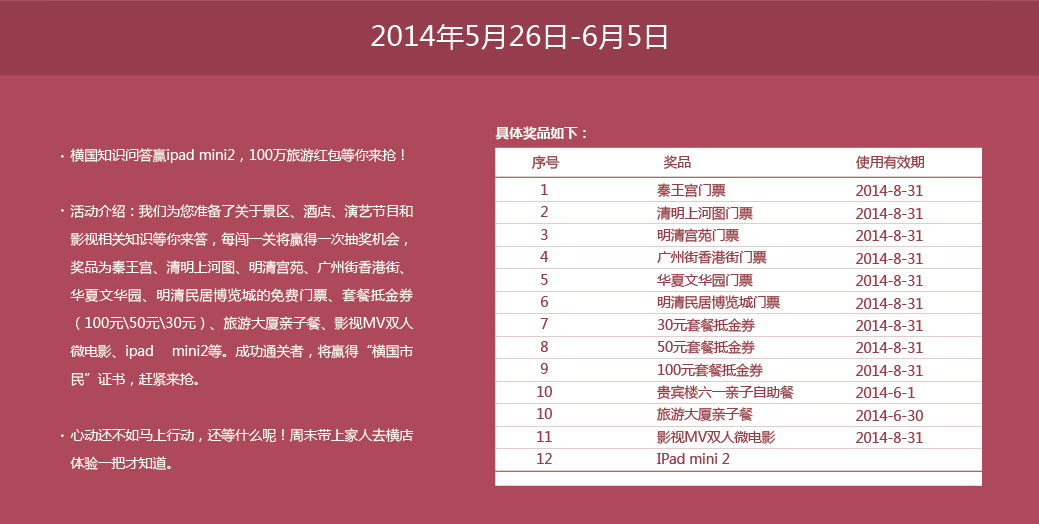 2014年5月26日-6月5日
· 横国知识问答赢ipad mini2，100万旅游红包等你来抢！
· 活动介绍：我们为您准备了关于景区、酒店、演艺节目和
影视相关知识等你来答，每闯一关将赢得一次抽奖机会，
奖品为秦王宫、清明上河图、明清宫苑、广州街香港街、
华夏文华园、明清民居博览城的免费门票、套餐抵金券
（100元\50元\30元）、旅游大厦亲子餐、影视MV双人
微电影、ipad mini2等。成功通关者，将赢得“横国市
民”证书，赶紧来抢。
· 心动还不如马上行动，还等什么呢！周末带上家人去横店
体验一把才知道。
具体奖品如下：
序号 奖品 使用有效期
1 秦王宫门票 2014-8-31
2 清明上河图门票 2014-8-31
3 明清宫苑门票 2014-8-31
4 广州街香港街门票 2014-8-31
5 华夏文华园门票 2014-8-31
6 明清民居博览城门票 2014-8-31
7 30元套餐抵金券 2014-8-31
8 50元套餐抵金券 2014-8-31
9 100元套餐抵金券 2014-8-31
10 贵宾楼六一亲子自助餐 2014-6-1
10 旅游大厦亲子餐 2014-6-30
11 影视MV双人微电影 2014-8-31
12 IPad mini 2